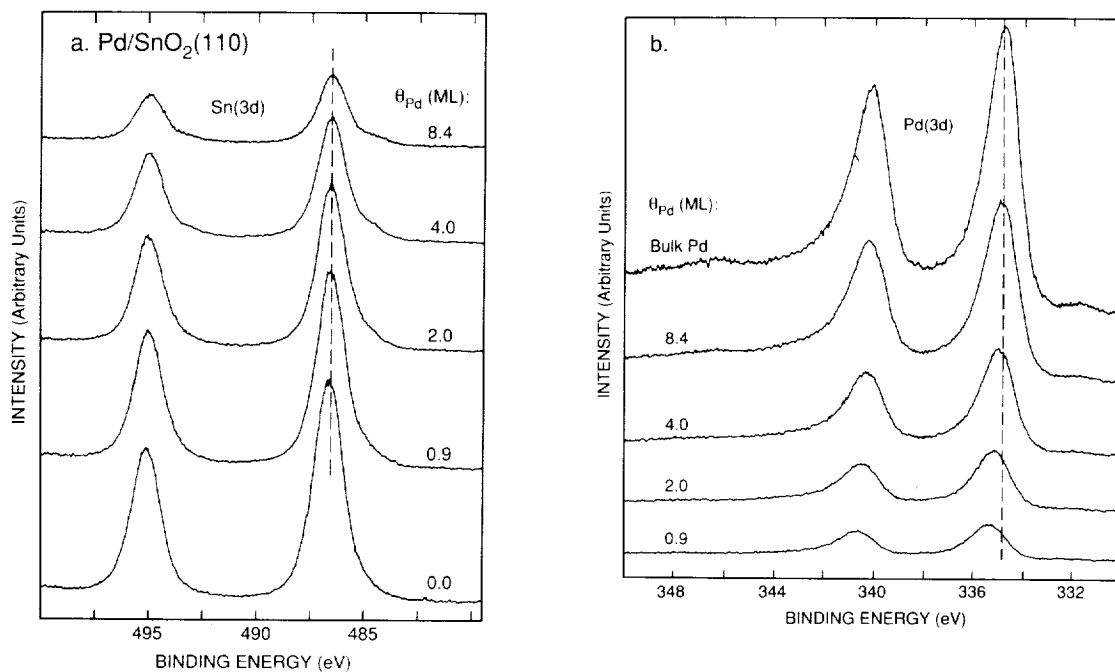 a. Pd/SnO₂(110)
Sn(3d)
θPd (ML):
8.4
4.0
2.0
0.9
0.0
495
490
485
BINDING ENERGY (eV)
INTENSITY (Arbitrary Units)
b.
Pd(3d)
θPd (ML):
Bulk Pd
8.4
4.0
2.0
0.9
348
344
340
336
332
BINDING ENERGY (eV)
INTENSITY (Arbitrary Units)